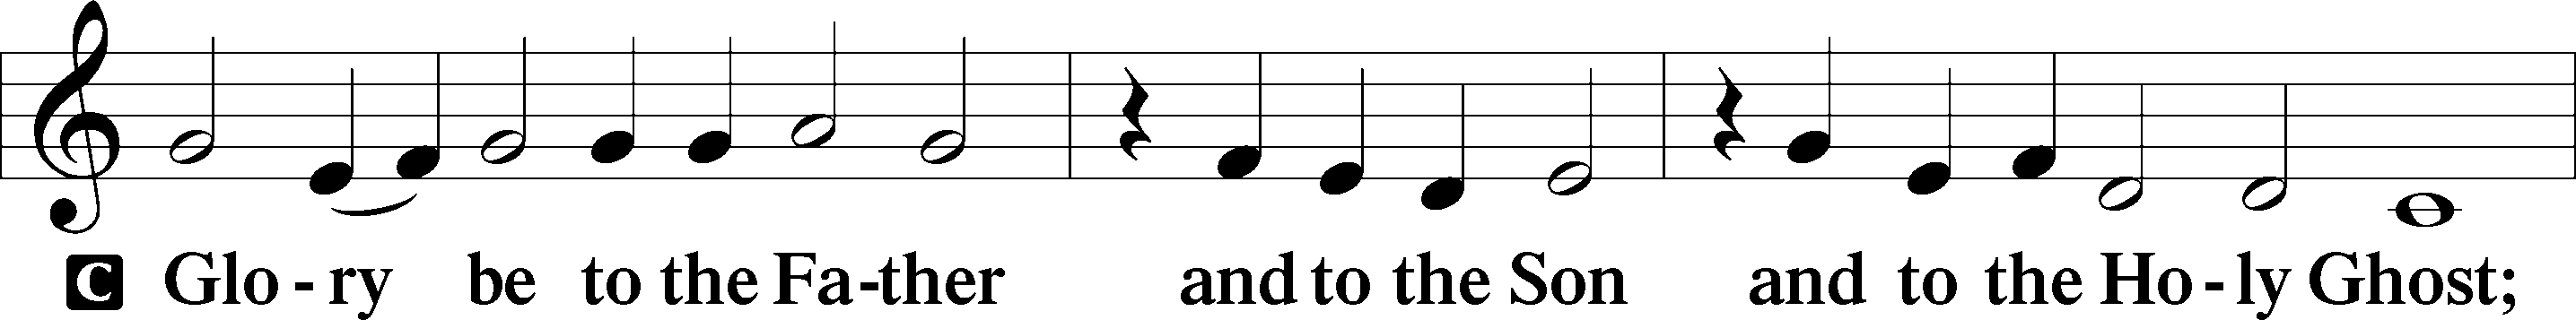 C Glo - ry be to the Fa - ther and to the Son and to the Ho - ly Ghost;